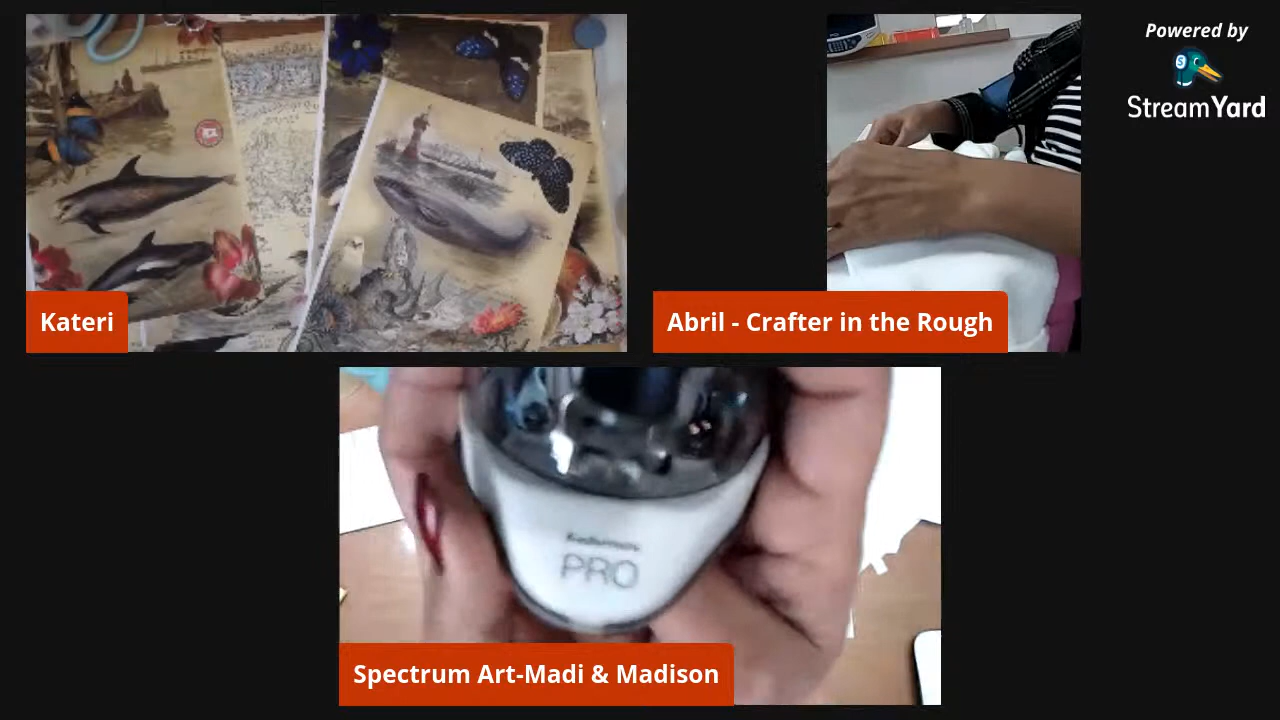 Powered by
StreamYard
Kateri
Abril - Crafter in the Rough
PRO
Spectrum Art-Madi & Madison